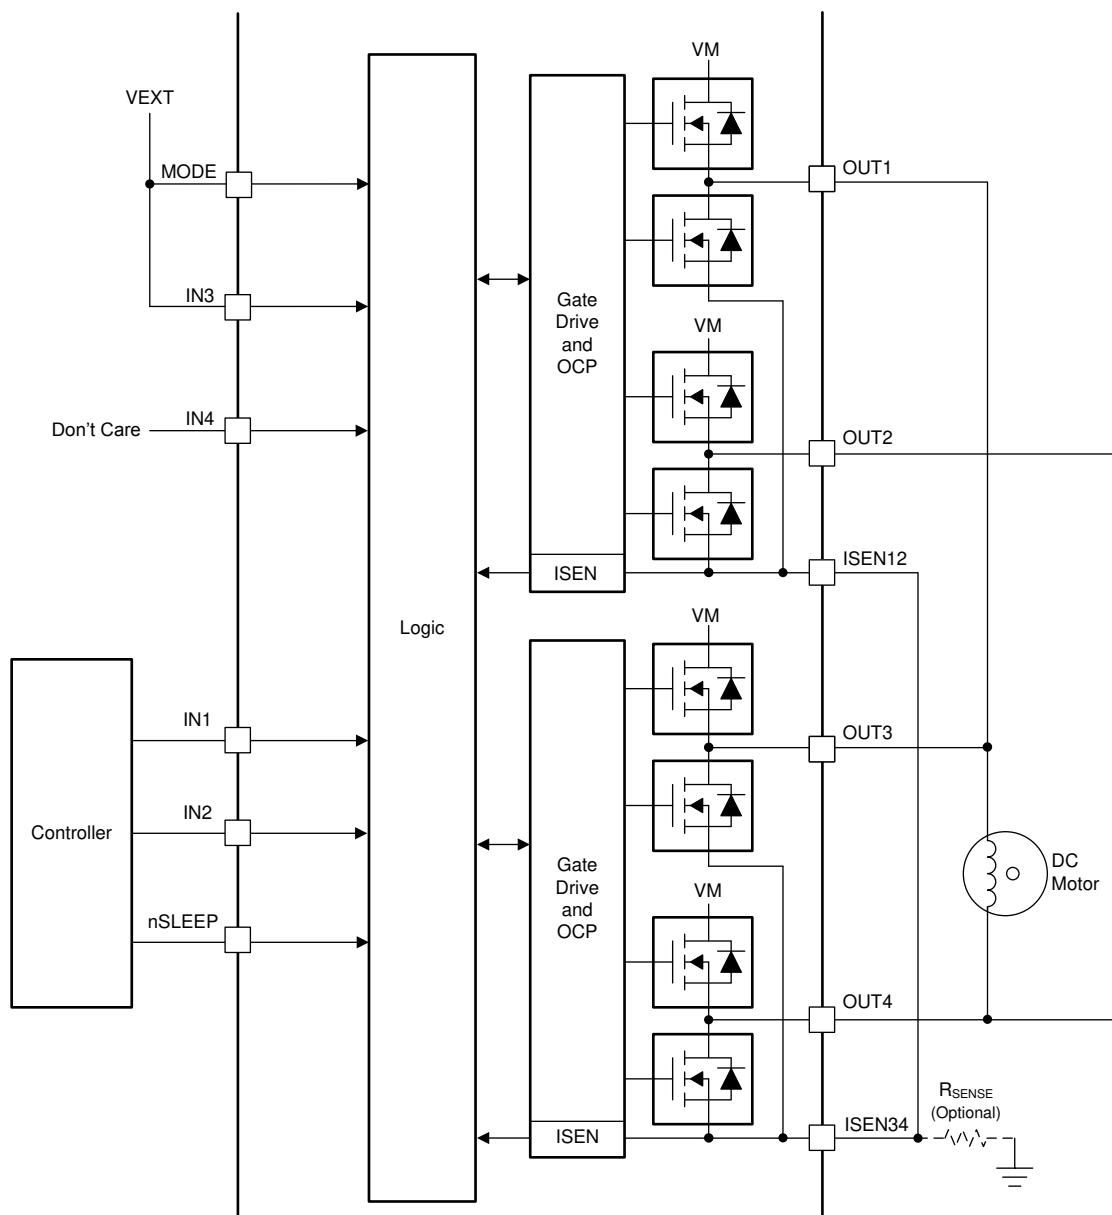 VM
VEXT
MODE
OUT1
IN3
Gate
Drive
and
OCP
VM
IN4
Don't Care
OUT2
ISEN
ISEN12
Logic
VM
IN1
OUT3
IN2
Controller
Gate
Drive
and
OCP
DC
Motor
VM
nSLEEP
OUT4
RSENSE
(Optional)
ISEN
ISEN34